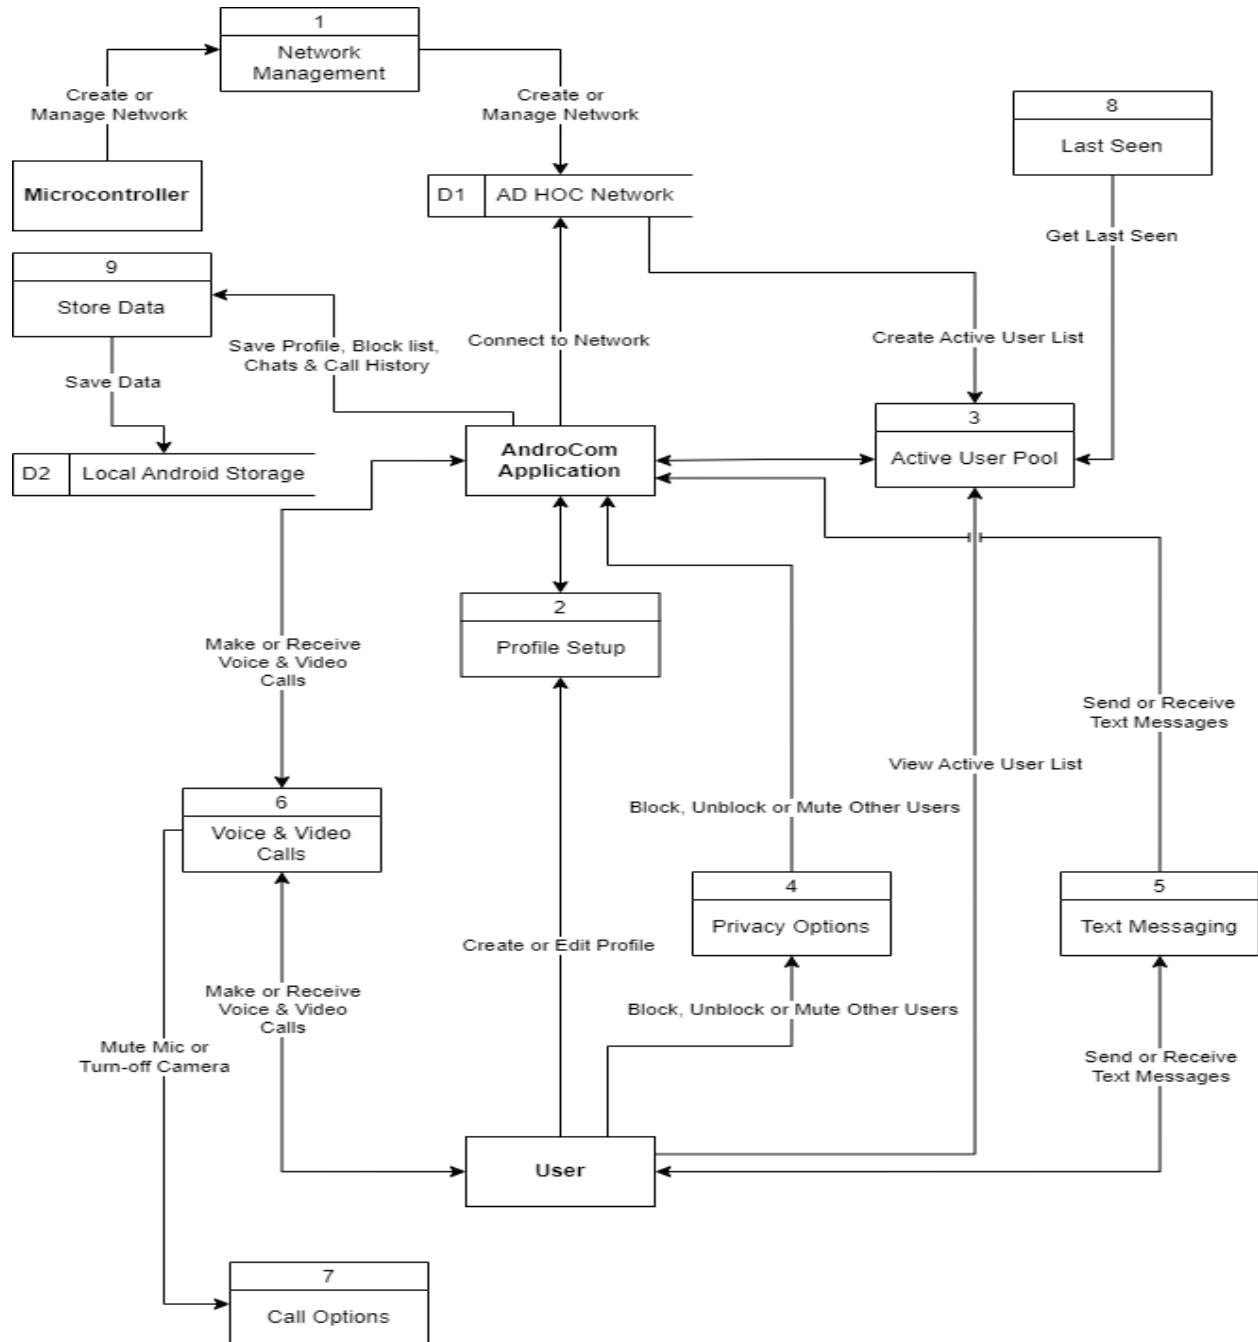 1
Network
Management
Create or
Manage Network
Create or
Manage Network
8
Last Seen
Microcontroller
D1
AD HOC Network
Get Last Seen
9
Store Data
Save Profile, Block list,
Chats & Call History
Connect to Network
Create Active User List
Save Data
3
Active User Pool
AndroCom
Application
D2
Local Android Storage
2
Profile Setup
Make or Receive
Voice & Video
Calls
Send or Receive
Text Messages
View Active User List
6
Voice & Video
Calls
Block, Unblock or Mute Other Users
4
Privacy Options
5
Text Messaging
Create or Edit Profile
Make or Receive
Voice & Video
Calls
Block, Unblock or Mute Other Users
Mute Mic or
Turn-off Camera
Send or Receive
Text Messages
User
7
Call Options